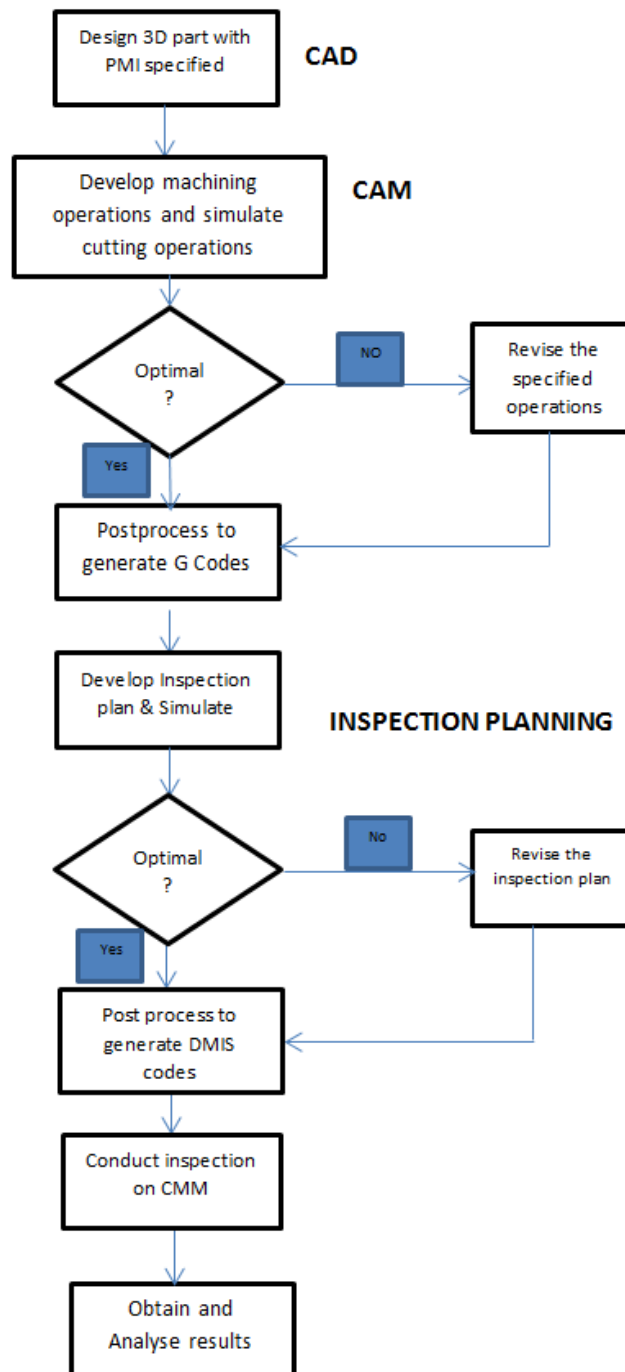 Design 3D part with
PMI specified
CAD
Develop machining
operations and simulate
cutting operations
CAM
Optimal
?
NO
Revise the
specified
operations
Yes
Postprocess to
generate G Codes
Develop Inspection
plan & Simulate
INSPECTION PLANNING
Optimal
?
No
Revise the
inspection plan
Yes
Post process to
generate DMIS
codes
Conduct inspection
on CMM
Obtain and
Analyse results